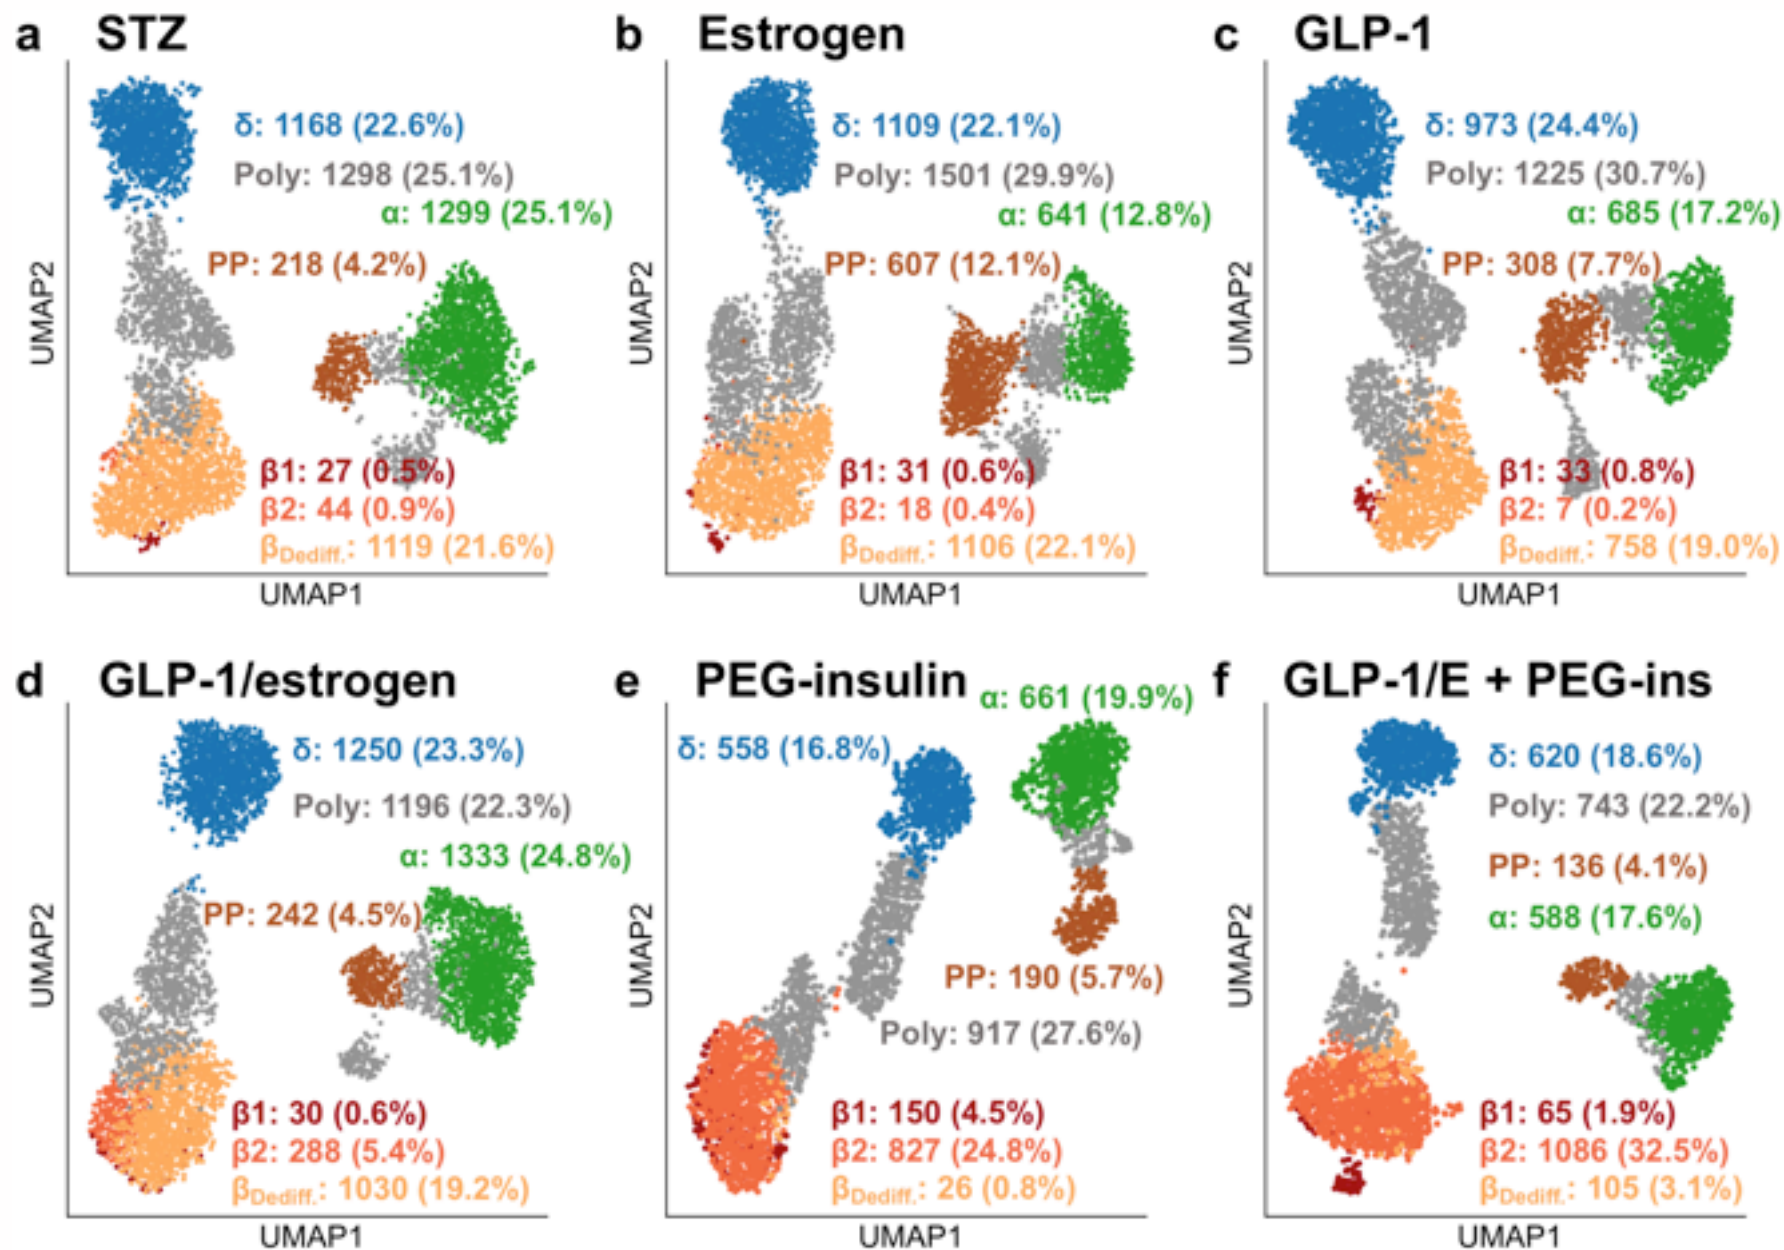 a STZ
δ: 1168 (22.6%)
Poly: 1298 (25.1%)
α: 1299 (25.1%)
PP: 218 (4.2%)
β1: 27 (0.5%)
β2: 44 (0.9%)
βDediff.: 1119 (21.6%)
UMAP2
UMAP1
b Estrogen
δ: 1109 (22.1%)
Poly: 1501 (29.9%)
α: 641 (12.8%)
PP: 607 (12.1%)
β1: 31 (0.6%)
β2: 18 (0.4%)
βDediff.: 1106 (22.1%)
UMAP2
UMAP1
c GLP-1
δ: 973 (24.4%)
Poly: 1225 (30.7%)
α: 685 (17.2%)
PP: 308 (7.7%)
β1: 33 (0.8%)
β2: 7 (0.2%)
βDediff.: 758 (19.0%)
UMAP2
UMAP1
d GLP-1/estrogen
δ: 1250 (23.3%)
Poly: 1196 (22.3%)
α: 1333 (24.8%)
PP: 242 (4.5%)
β1: 30 (0.6%)
β2: 288 (5.4%)
βDediff.: 1030 (19.2%)
UMAP2
UMAP1
e PEG-insulin
α: 661 (19.9%)
δ: 558 (16.8%)
PP: 190 (5.7%)
Poly: 917 (27.6%)
β1: 150 (4.5%)
β2: 827 (24.8%)
βDediff.: 26 (0.8%)
UMAP2
UMAP1
f GLP-1/E + PEG-ins
δ: 620 (18.6%)
Poly: 743 (22.2%)
PP: 136 (4.1%)
α: 588 (17.6%)
β1: 65 (1.9%)
β2: 1086 (32.5%)
βDediff.: 105 (3.1%)
UMAP2
UMAP1